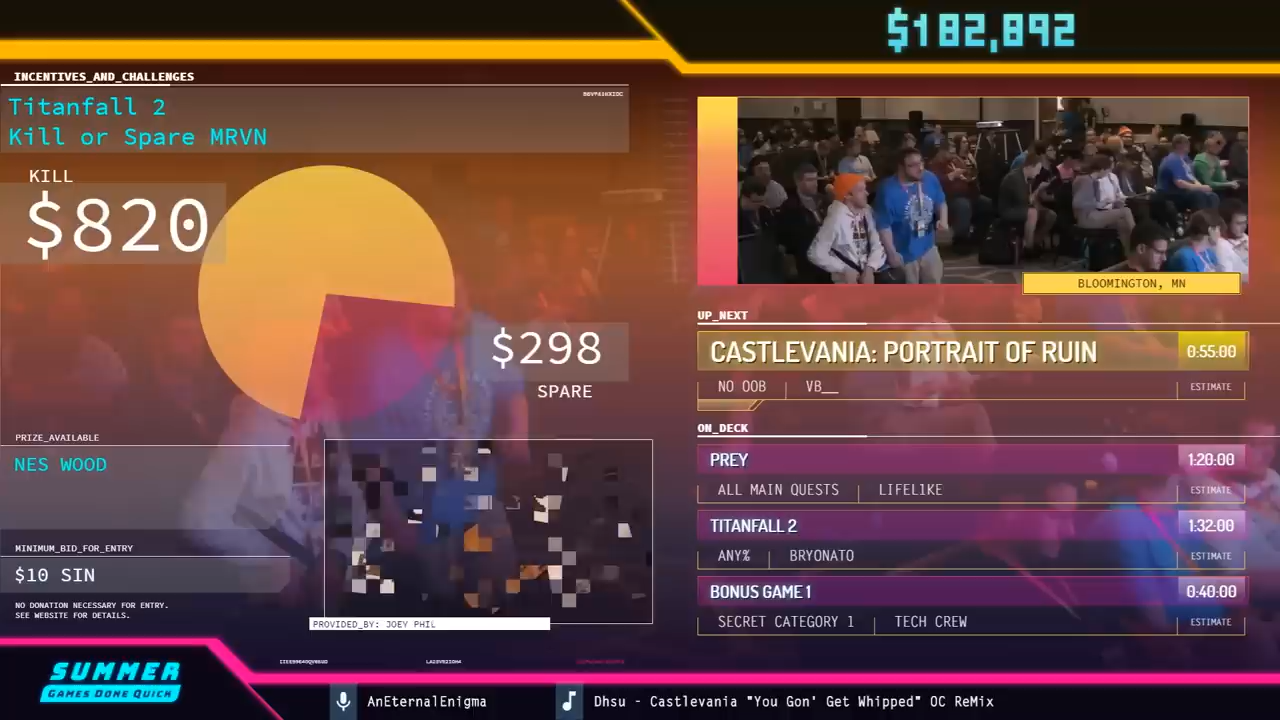 $182,892
INCENTIVES_AND_CHALLENGES
Titanfall 2
Kill or Spare MRVN
KILL
$820
$298
SPARE
PRIZE_AVAILABLE
NES WOOD
MINIMUM_BID_FOR_ENTRY
$10 SIN
NO DONATION NECESSARY FOR ENTRY.
SEE WEBSITE FOR DETAILS.
PROVIDED_BY: JOEY PHIL
BLOOMINGTON, MN
UP_NEXT
CASTLEVANIA: PORTRAIT OF RUIN 0:55:00
NO OOB VB__ ESTIMATE
ON_DECK
PREY 1:20:00
ALL MAIN QUESTS LIFEL1KE ESTIMATE
TITANFALL 2 1:32:00
ANY% BRYONATO ESTIMATE
BONUS GAME 1 0:40:00
SECRET CATEGORY 1 TECH CREW ESTIMATE
SUMMER
GAMES DONE QUICK
AnEternalEnigma
Dhsu - Castlevania "You Gon' Get Whipped" OC ReMix